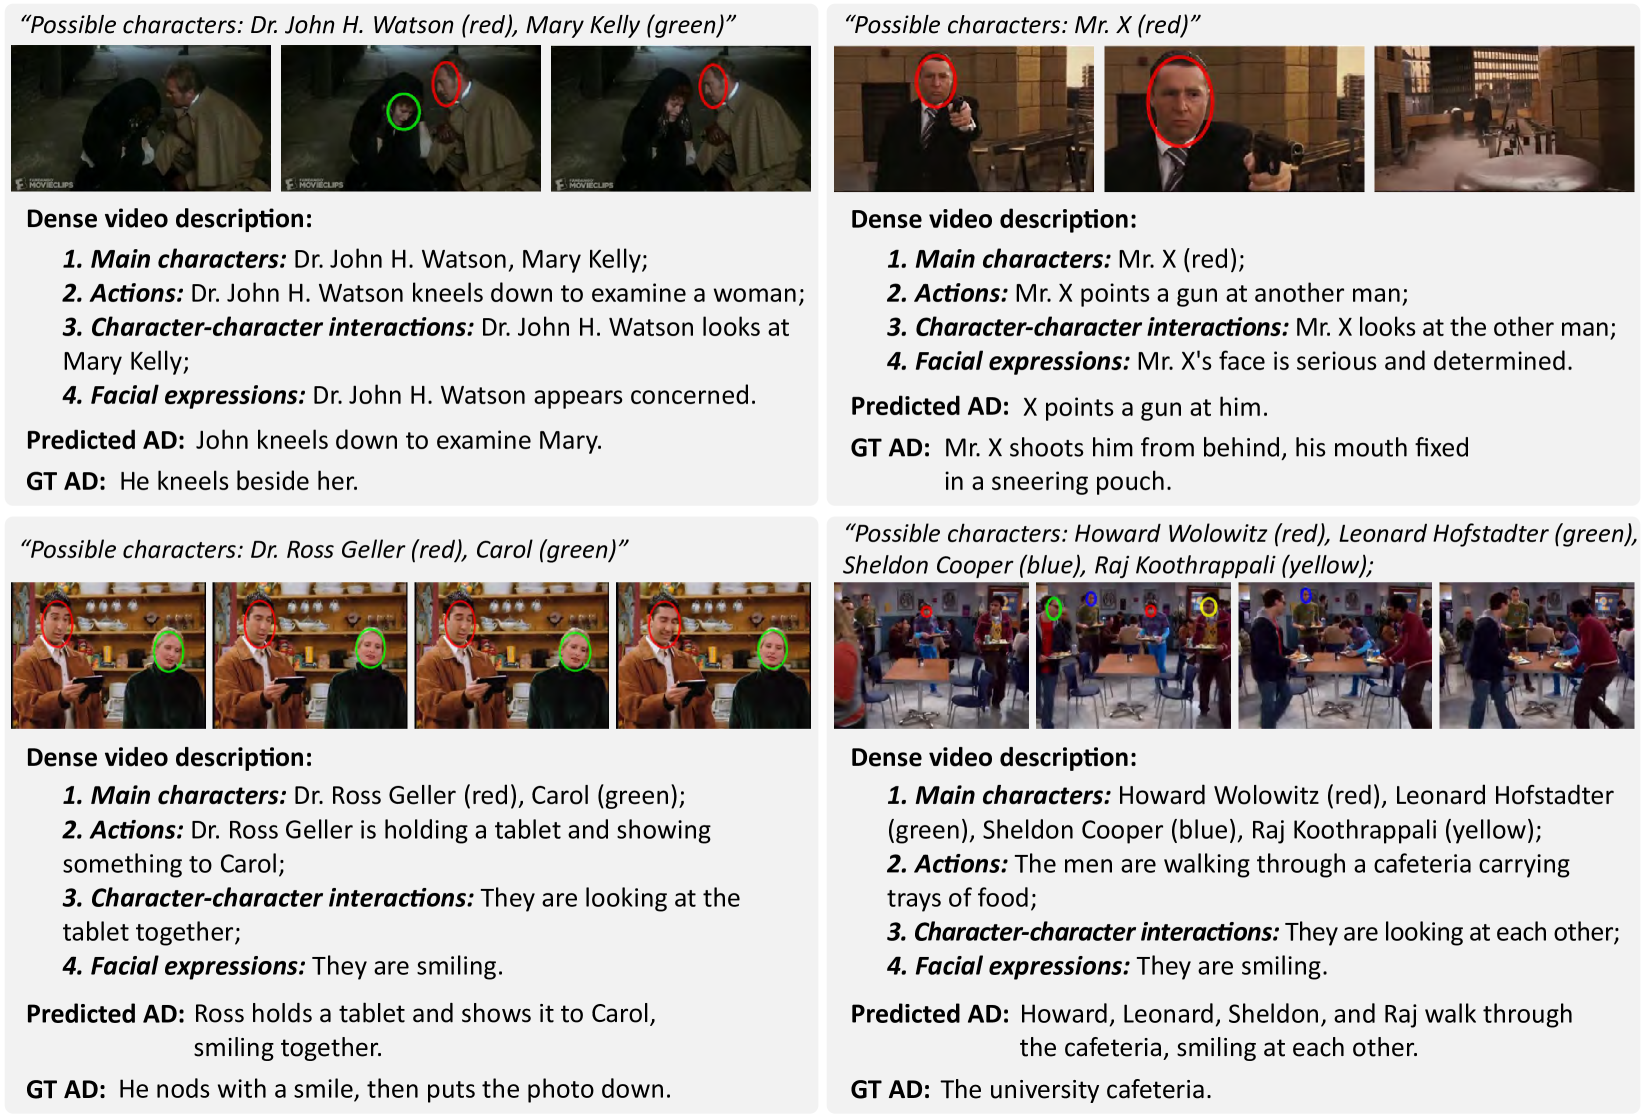 “Possible characters: Dr. John H. Watson (red), Mary Kelly (green)”
FANDANGO
MOVIECLIPS
FANDANGO
MOVIECLIPS
FANDANGO
MOVIECLIPS
Dense video description:
1. Main characters: Dr. John H. Watson, Mary Kelly;
2. Actions: Dr. John H. Watson kneels down to examine a woman;
3. Character-character interactions: Dr. John H. Watson looks at
Mary Kelly;
4. Facial expressions: Dr. John H. Watson appears concerned.
Predicted AD: John kneels down to examine Mary.
GT AD: He kneels beside her.
“Possible characters: Mr. X (red)”
Dense video description:
1. Main characters: Mr. X (red);
2. Actions: Mr. X points a gun at another man;
3. Character-character interactions: Mr. X looks at the other man;
4. Facial expressions: Mr. X's face is serious and determined.
Predicted AD: X points a gun at him.
GT AD: Mr. X shoots him from behind, his mouth fixed
in a sneering pouch.
“Possible characters: Dr. Ross Geller (red), Carol (green)”
Dense video description:
1. Main characters: Dr. Ross Geller (red), Carol (green);
2. Actions: Dr. Ross Geller is holding a tablet and showing
something to Carol;
3. Character-character interactions: They are looking at the
tablet together;
4. Facial expressions: They are smiling.
Predicted AD: Ross holds a tablet and shows it to Carol,
smiling together.
GT AD: He nods with a smile, then puts the photo down.
“Possible characters: Howard Wolowitz (red), Leonard Hofstadter (green),
Sheldon Cooper (blue), Raj Koothrappali (yellow);
Dense video description:
1. Main characters: Howard Wolowitz (red), Leonard Hofstadter
(green), Sheldon Cooper (blue), Raj Koothrappali (yellow);
2. Actions: The men are walking through a cafeteria carrying
trays of food;
3. Character-character interactions: They are looking at each other;
4. Facial expressions: They are smiling.
Predicted AD: Howard, Leonard, Sheldon, and Raj walk through
the cafeteria, smiling at each other.
GT AD: The university cafeteria.